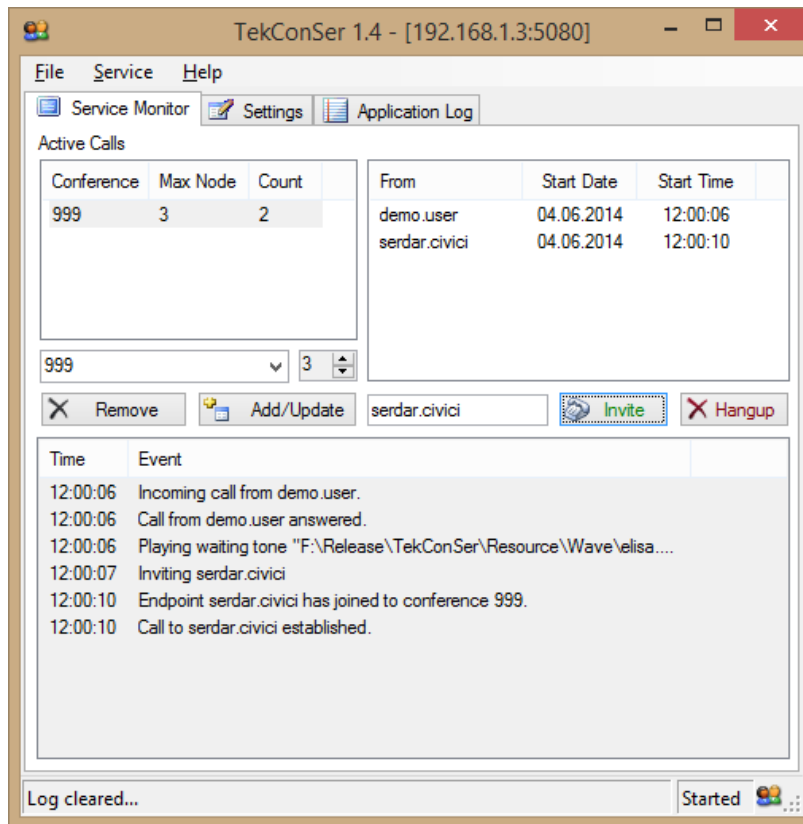 TekConSer 1.4 - [192.168.1.3:5080]
File Service Help
Service Monitor Settings Application Log
Active Calls
Conference Max Node Count From Start Date Start Time
999 3 2 demo.user 04.06.2014 12:00:06
serdar.civici 04.06.2014 12:00:10
999 3
Remove Add/Update serdar.civici Invite Hangup
Time Event
12:00:06 Incoming call from demo.user.
12:00:06 Call from demo.user answered.
12:00:06 Playing waiting tone "F:\Release\TekConSer\Resource\Wave\elisa....
12:00:07 Inviting serdar.civici
12:00:10 Endpoint serdar.civici has joined to conference 999.
12:00:10 Call to serdar.civici established.
Log cleared... Started